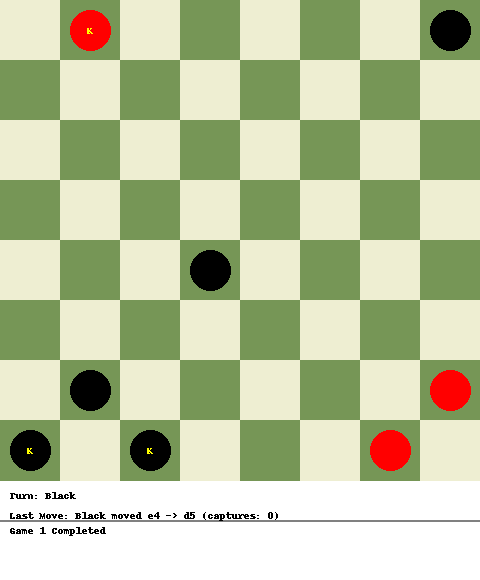 K
K
K
Turn: Black
Last Move: Black moved e4 -> d5 (captures: 0)
Game 1 Completed